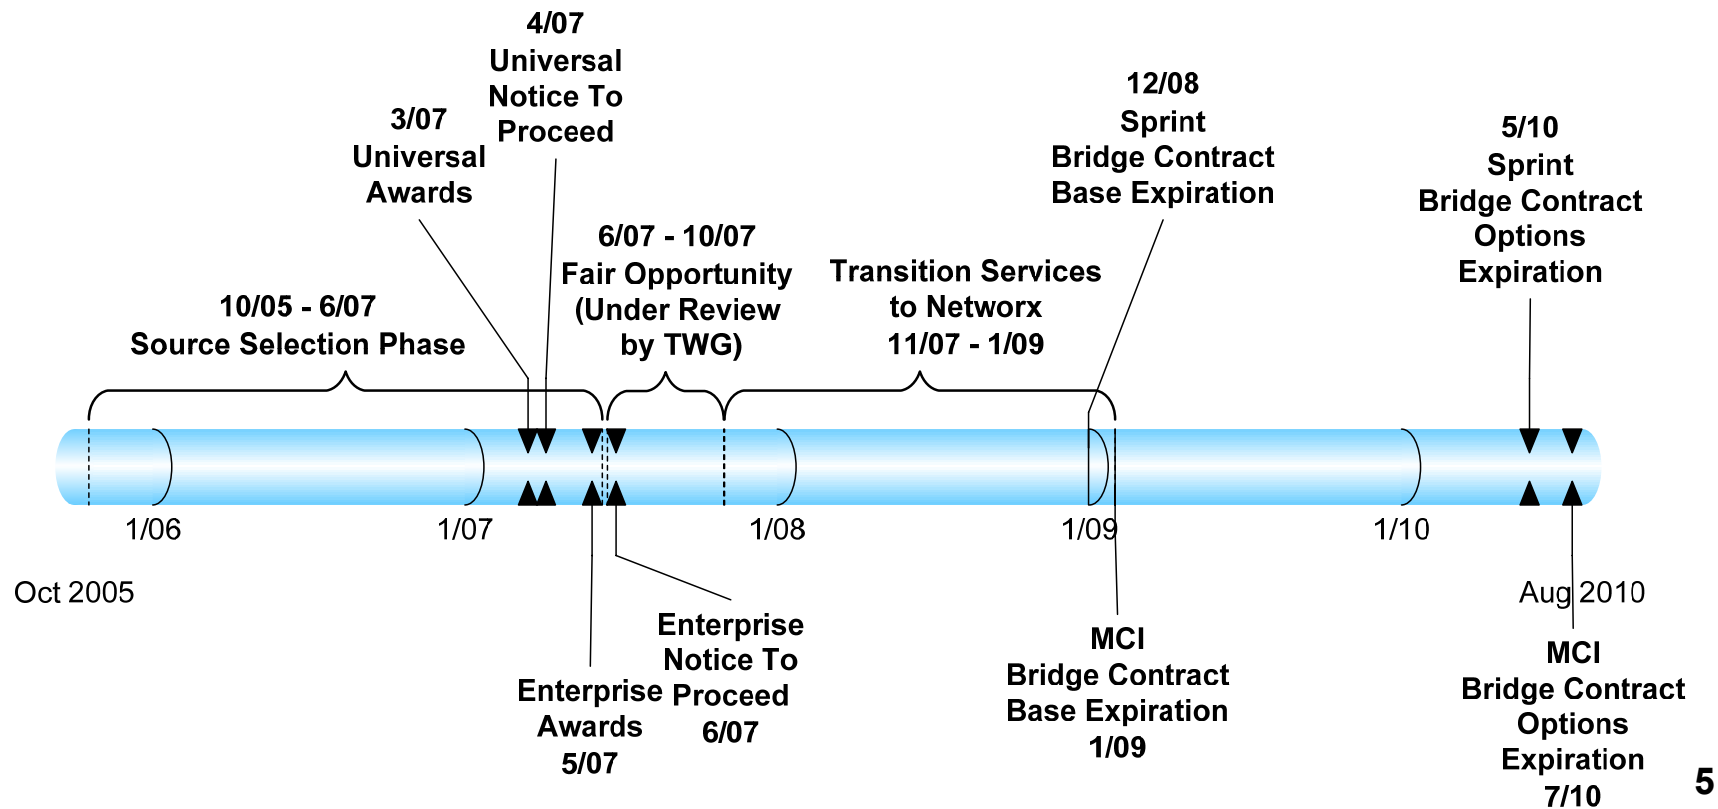 4/07
Universal
Notice To
Proceed
3/07
Universal
Awards
12/08
Sprint
Bridge Contract
Base Expiration
5/10
Sprint
Bridge Contract
Options
Expiration
10/05 - 6/07
Source Selection Phase
6/07 - 10/07
Fair Opportunity
(Under Review
by TWG)
Transition Services
to Networx
11/07 - 1/09
1/06
1/07
1/08
1/09
1/10
Oct 2005
Aug 2010
Enterprise
Awards
5/07
Enterprise
Notice To
Proceed
6/07
MCI
Bridge Contract
Base Expiration
1/09
MCI
Bridge Contract
Options
Expiration
7/10
5